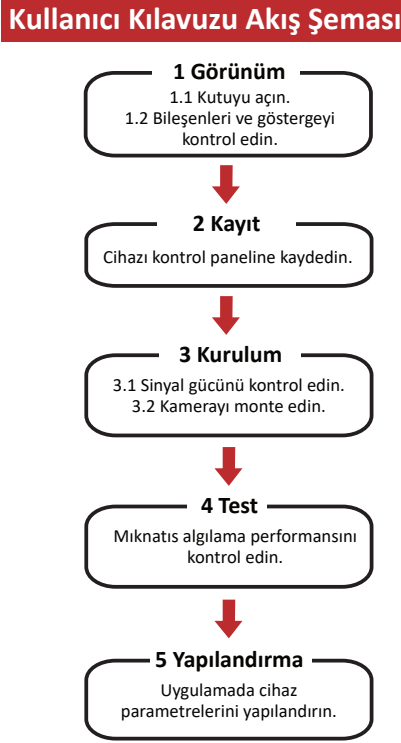 Kullanıcı Kılavuzu Akış Şeması
1 Görünüm
1.1 Kutuyu açın.
1.2 Bileşenleri ve göstergeyi
kontrol edin.
2 Kayıt
Cihazı kontrol paneline kaydedin.
3 Kurulum
3.1 Sinyal gücünü kontrol edin.
3.2 Kamerayı monte edin.
4 Test
Mıknatıs algılama performansını
kontrol edin.
5 Yapılandırma
Uygulamada cihaz
parametrelerini yapılandırın.